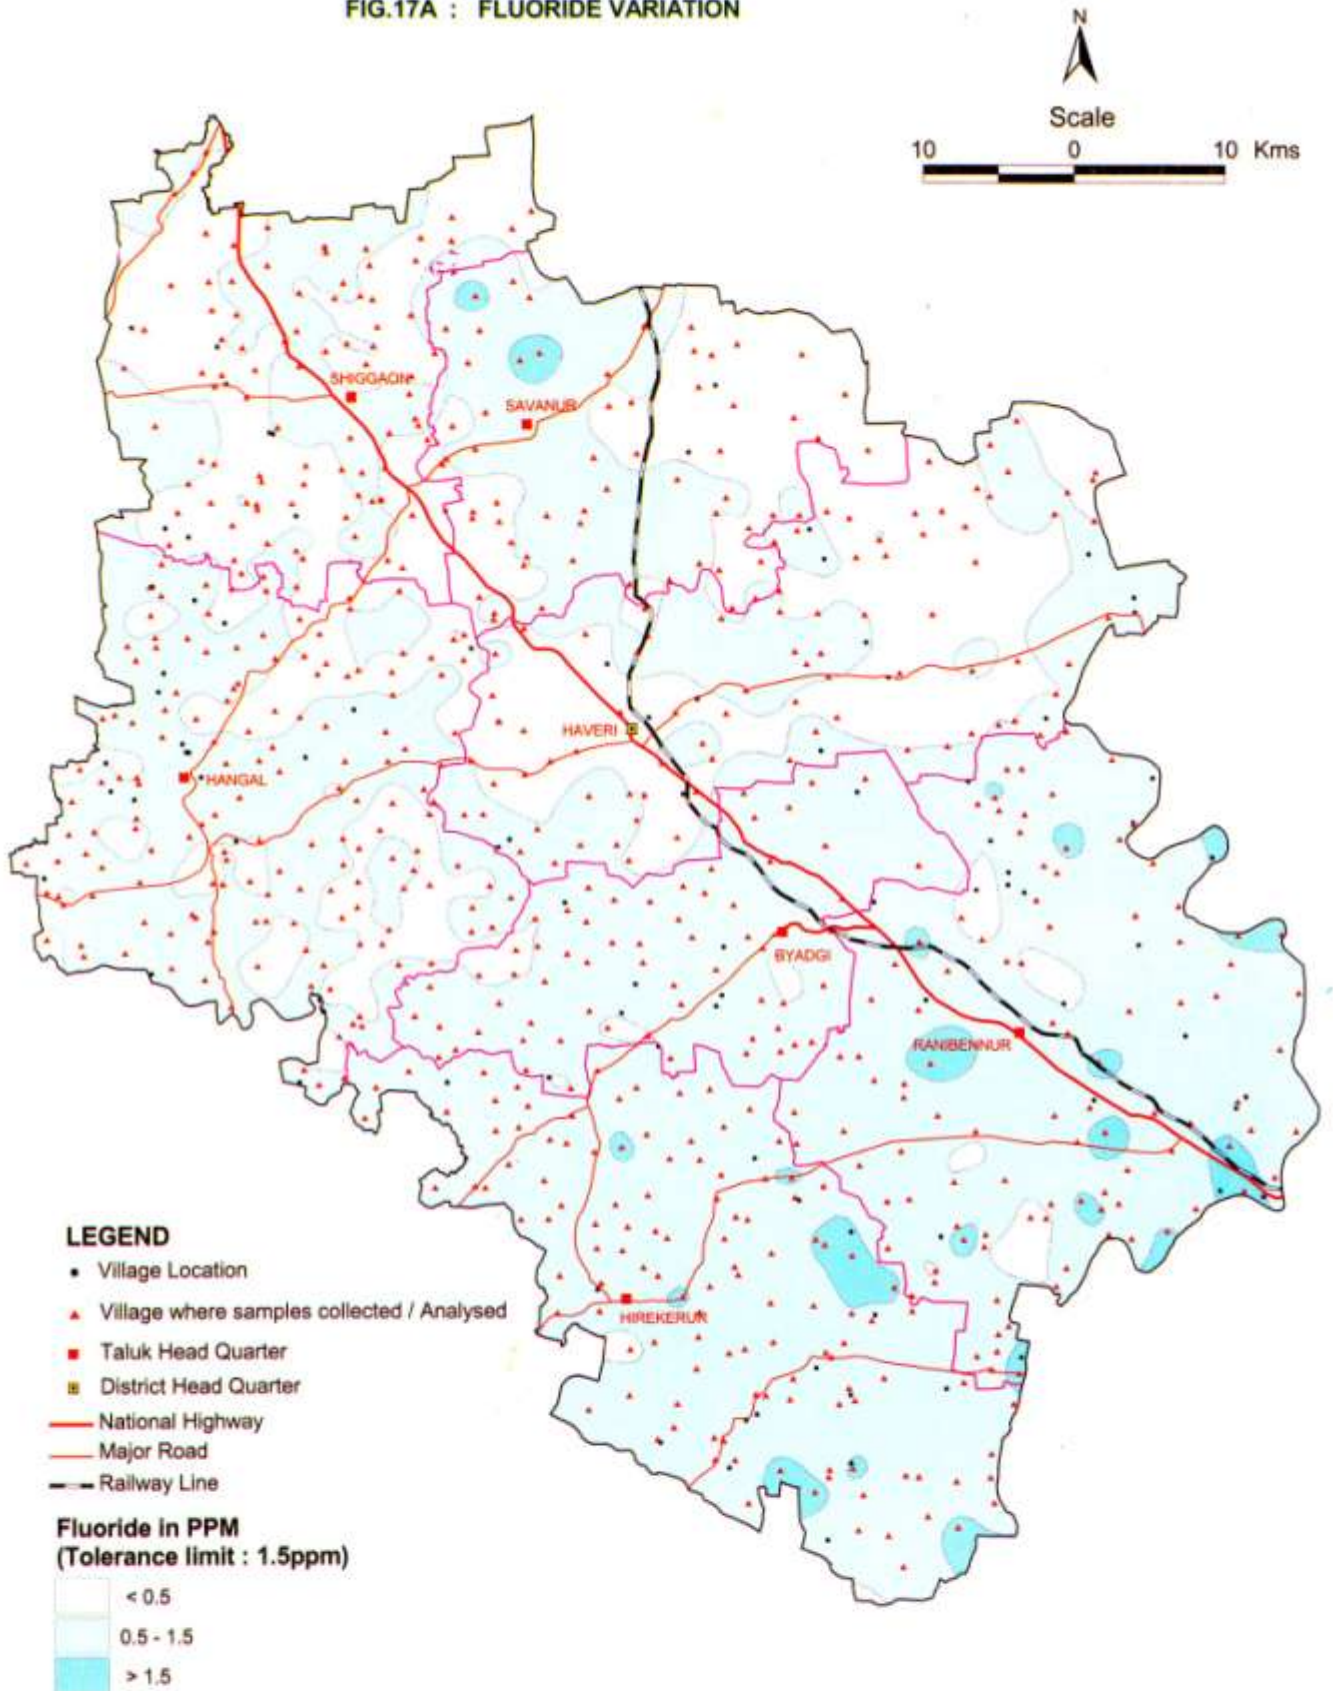 FIG.17A : FLUORIDE VARIATION
N
Scale
10 0 10 Kms
SHIGGAON
SAVANUR
HAVERI
HANGAL
BYADGI
RANIBENNUR
HIREKERUR
LEGEND
Village Location
Village where samples collected / Analysed
Taluk Head Quarter
District Head Quarter
National Highway
Major Road
Railway Line
Fluoride in PPM
(Tolerance limit : 1.5ppm)
< 0.5
0.5 - 1.5
> 1.5